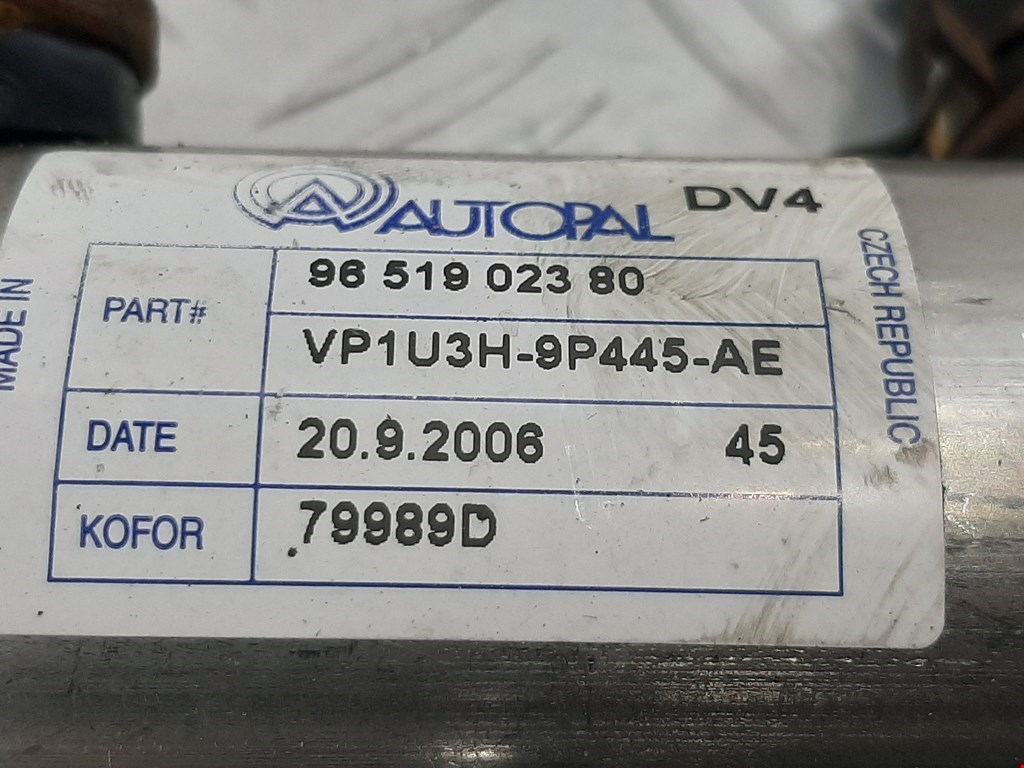 AUTOPAL DV4
MADE IN
CZECH REPUBLIC
PART# 96 519 023 80
VP1U3H-9P445-AE
DATE 20.9.2006 45
KOFOR 79989D